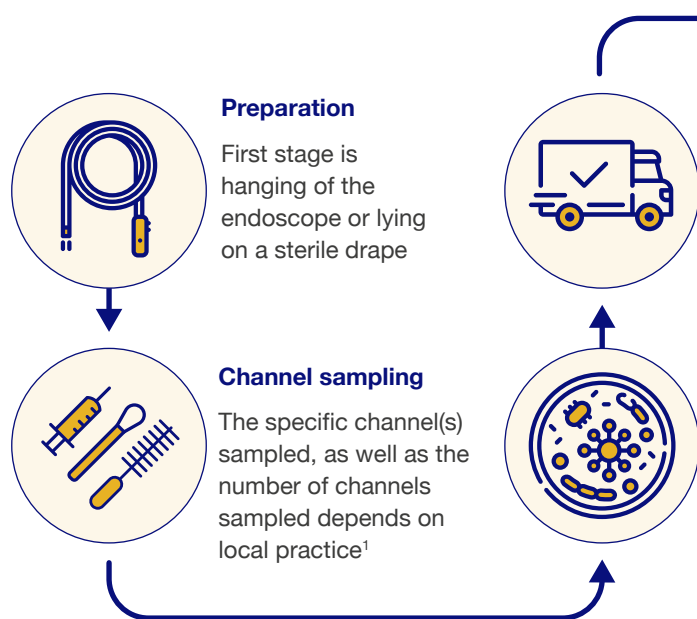 Preparation
First stage is
hanging of the
endoscope or lying
on a sterile drape
Channel sampling
The specific channel(s)
sampled, as well as the
number of channels
sampled depends on
local practice¹